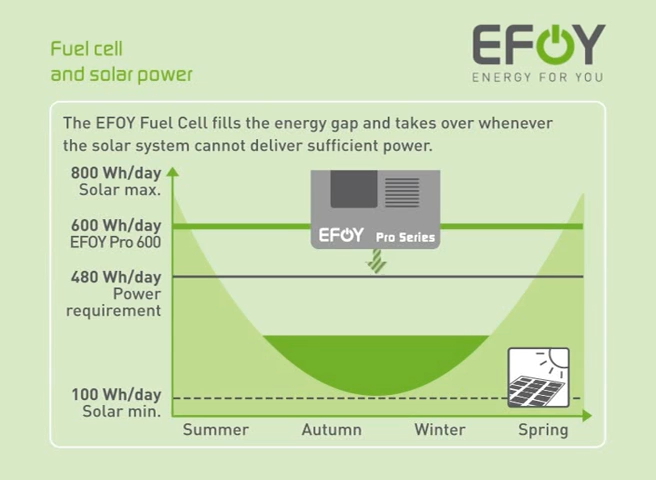 Fuel cell
and solar power
EFOY
ENERGY FOR YOU
The EFOY Fuel Cell fills the energy gap and takes over whenever
the solar system cannot deliver sufficient power.
800 Wh/day
Solar max.
600 Wh/day
EFOY Pro 600
480 Wh/day
Power
requirement
100 Wh/day
Solar min.
EFOY Pro Series
Summer Autumn Winter Spring